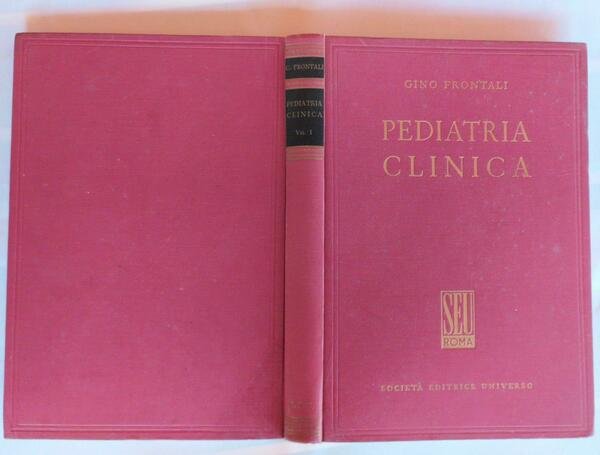 G. FRONTALI
PEDIATRIA
CLINICA
Vol. I
GINO FRONTALI
PEDIATRIA
CLINICA
SEU
ROMA
SOCIETÀ EDITRICE UNIVERSO